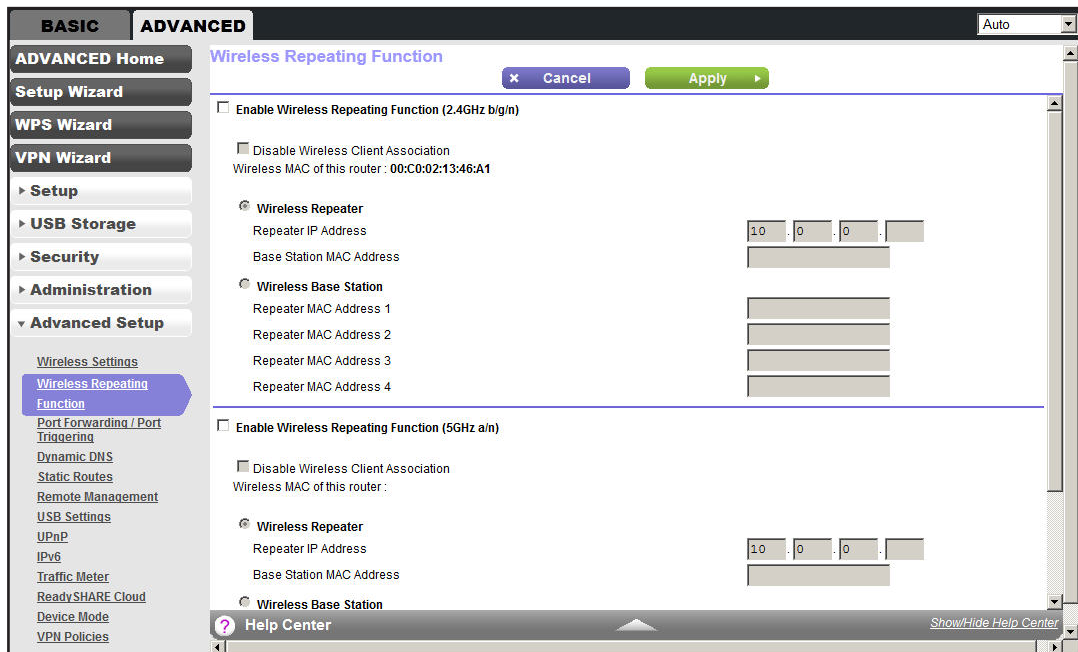 BASIC
ADVANCED
Auto
ADVANCED Home
Setup Wizard
WPS Wizard
VPN Wizard
Setup
USB Storage
Security
Administration
Advanced Setup
Wireless Settings
Wireless Repeating
Function
Port Forwarding / Port
Triggering
Dynamic DNS
Static Routes
Remote Management
USB Settings
UPnP
IPv6
Traffic Meter
ReadySHARE Cloud
Device Mode
VPN Policies
Wireless Repeating Function
× Cancel
Apply
Enable Wireless Repeating Function (2.4GHz b/g/n)
Disable Wireless Client Association
Wireless MAC of this router : 00:C0:02:13:46:A1
Wireless Repeater
Repeater IP Address 10 . 0 . 0 .
Base Station MAC Address
Wireless Base Station
Repeater MAC Address 1
Repeater MAC Address 2
Repeater MAC Address 3
Repeater MAC Address 4
Enable Wireless Repeating Function (5GHz a/n)
Disable Wireless Client Association
Wireless MAC of this router :
Wireless Repeater
Repeater IP Address 10 . 0 . 0 .
Base Station MAC Address
Wireless Base Station
? Help Center
Show/Hide Help Center